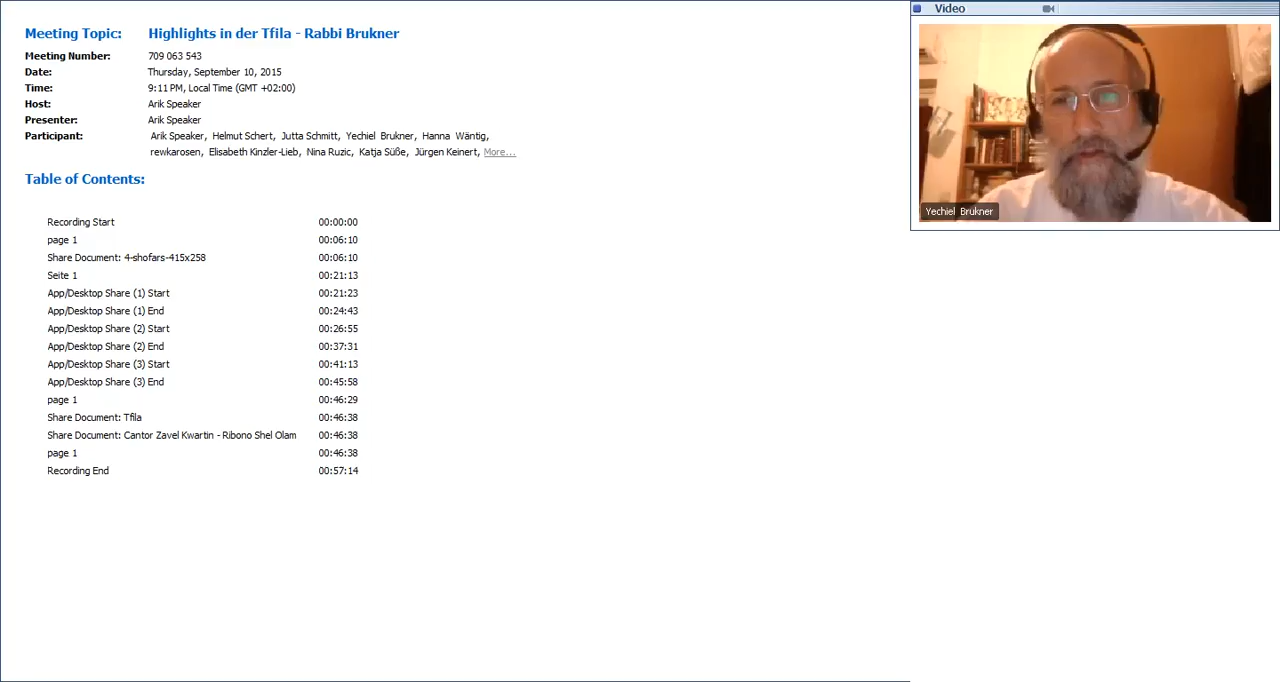 Meeting Topic: Highlights in der Tfila - Rabbi Brukner
Meeting Number: 709 063 543
Date: Thursday, September 10, 2015
Time: 9:11 PM, Local Time (GMT +02:00)
Host: Arik Speaker
Presenter: Arik Speaker
Participant: Arik Speaker, Helmut Schert, Jutta Schmitt, Yechiel Brukner, Hanna Wäntig,
rewkarosen, Elisabeth Kinzler-Lieb, Nina Ruzic, Katja Süße, Jürgen Keinert, More...
Table of Contents:
Recording Start 00:00:00
page 1 00:06:10
Share Document: 4-shofars-415x258 00:06:10
Seite 1 00:21:13
App/Desktop Share (1) Start 00:21:23
App/Desktop Share (1) End 00:24:43
App/Desktop Share (2) Start 00:26:55
App/Desktop Share (2) End 00:37:31
App/Desktop Share (3) Start 00:41:13
App/Desktop Share (3) End 00:45:58
page 1 00:46:29
Share Document: Tfila 00:46:38
Share Document: Cantor Zavel Kwartin - Ribono Shel Olam 00:46:38
page 1 00:46:38
Recording End 00:57:14
Video
Yechiel Brukner